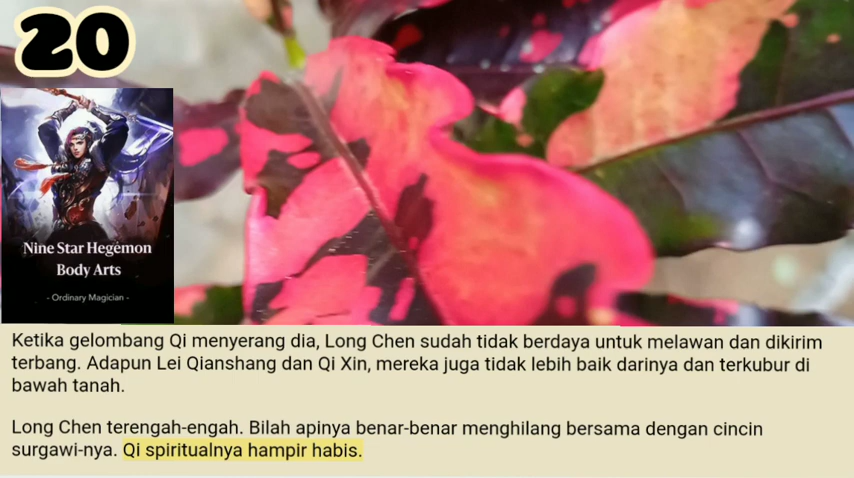 20
Nine Star Hegemon
Body Arts
- Ordinary Magician -
Ketika gelombang Qi menyerang dia, Long Chen sudah tidak berdaya untuk melawan dan dikirim
terbang. Adapun Lei Qianshang dan Qi Xin, mereka juga tidak lebih baik darinya dan terkubur di
bawah tanah.
Long Chen terengah-engah. Bilah apinya benar-benar menghilang bersama dengan cincin
surgawi-nya. Qi spiritualnya hampir habis.